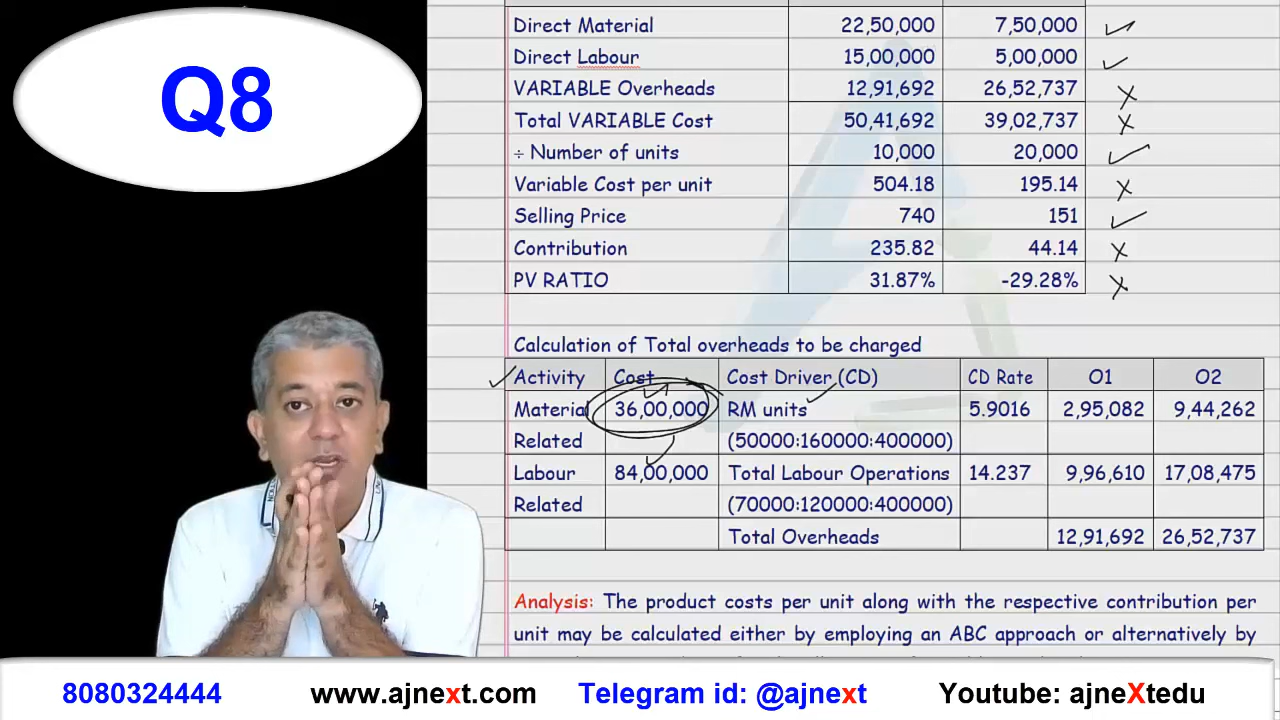 Q8
Direct Material 22,50,000 7,50,000
Direct Labour 15,00,000 5,00,000
VARIABLE Overheads 12,91,692 26,52,737
Total VARIABLE Cost 50,41,692 39,02,737
÷ Number of units 10,000 20,000
Variable Cost per unit 504.18 195.14
Selling Price 740 151
Contribution 235.82 44.14
PV RATIO 31.87% -29.28%
Calculation of Total overheads to be charged
Activity Cost Cost Driver (CD) CD Rate O1 O2
Material 36,00,000 RM units 5.9016 2,95,082 9,44,262
Related (50000:160000:400000)
Labour 84,00,000 Total Labour Operations 14.237 9,96,610 17,08,475
Related (70000:120000:400000)
Total Overheads 12,91,692 26,52,737
Analysis: The product costs per unit along with the respective contribution per
unit may be calculated either by employing an ABC approach or alternatively by
8080324444 www.ajnext.com Telegram id: @ajnext Youtube: ajneXtedu